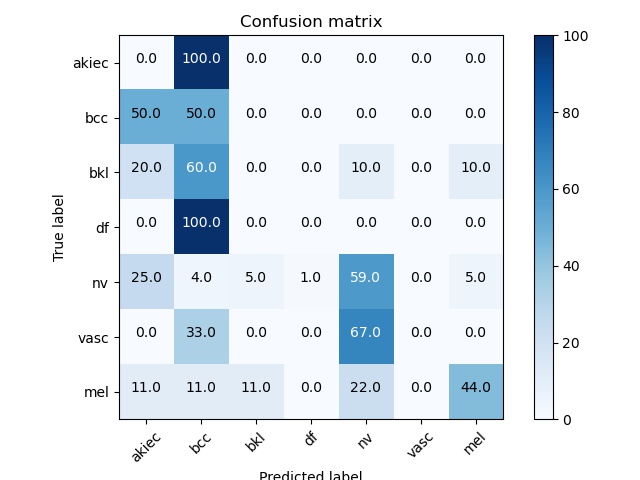 Confusion matrix
akiec 0.0 100.0 0.0 0.0 0.0 0.0 0.0
bcc 50.0 50.0 0.0 0.0 0.0 0.0 0.0
bkl 20.0 60.0 0.0 0.0 10.0 0.0 10.0
df 0.0 100.0 0.0 0.0 0.0 0.0 0.0
nv 25.0 4.0 5.0 1.0 59.0 0.0 5.0
vasc 0.0 33.0 0.0 0.0 67.0 0.0 0.0
mel 11.0 11.0 11.0 0.0 22.0 0.0 44.0
akiec bcc bkl df nv vasc mel
True label
Predicted label
100
80
60
40
20
0